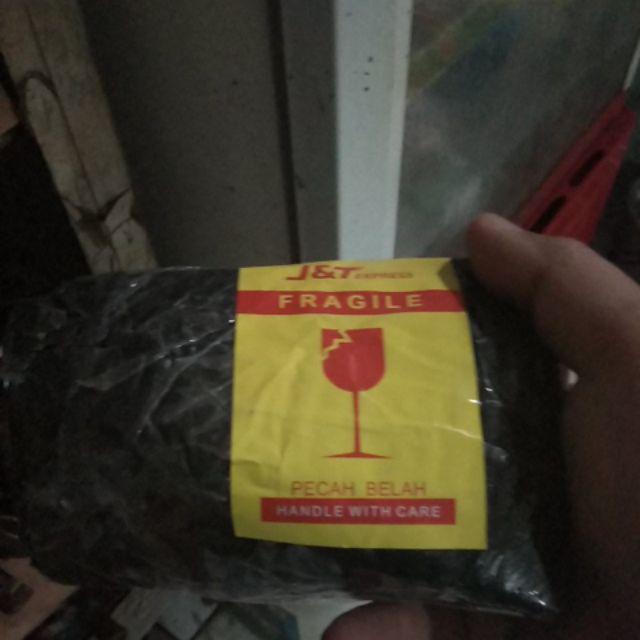 J&T EXPRESS
FRAGILE
PECAH BELAH
HANDLE WITH CARE